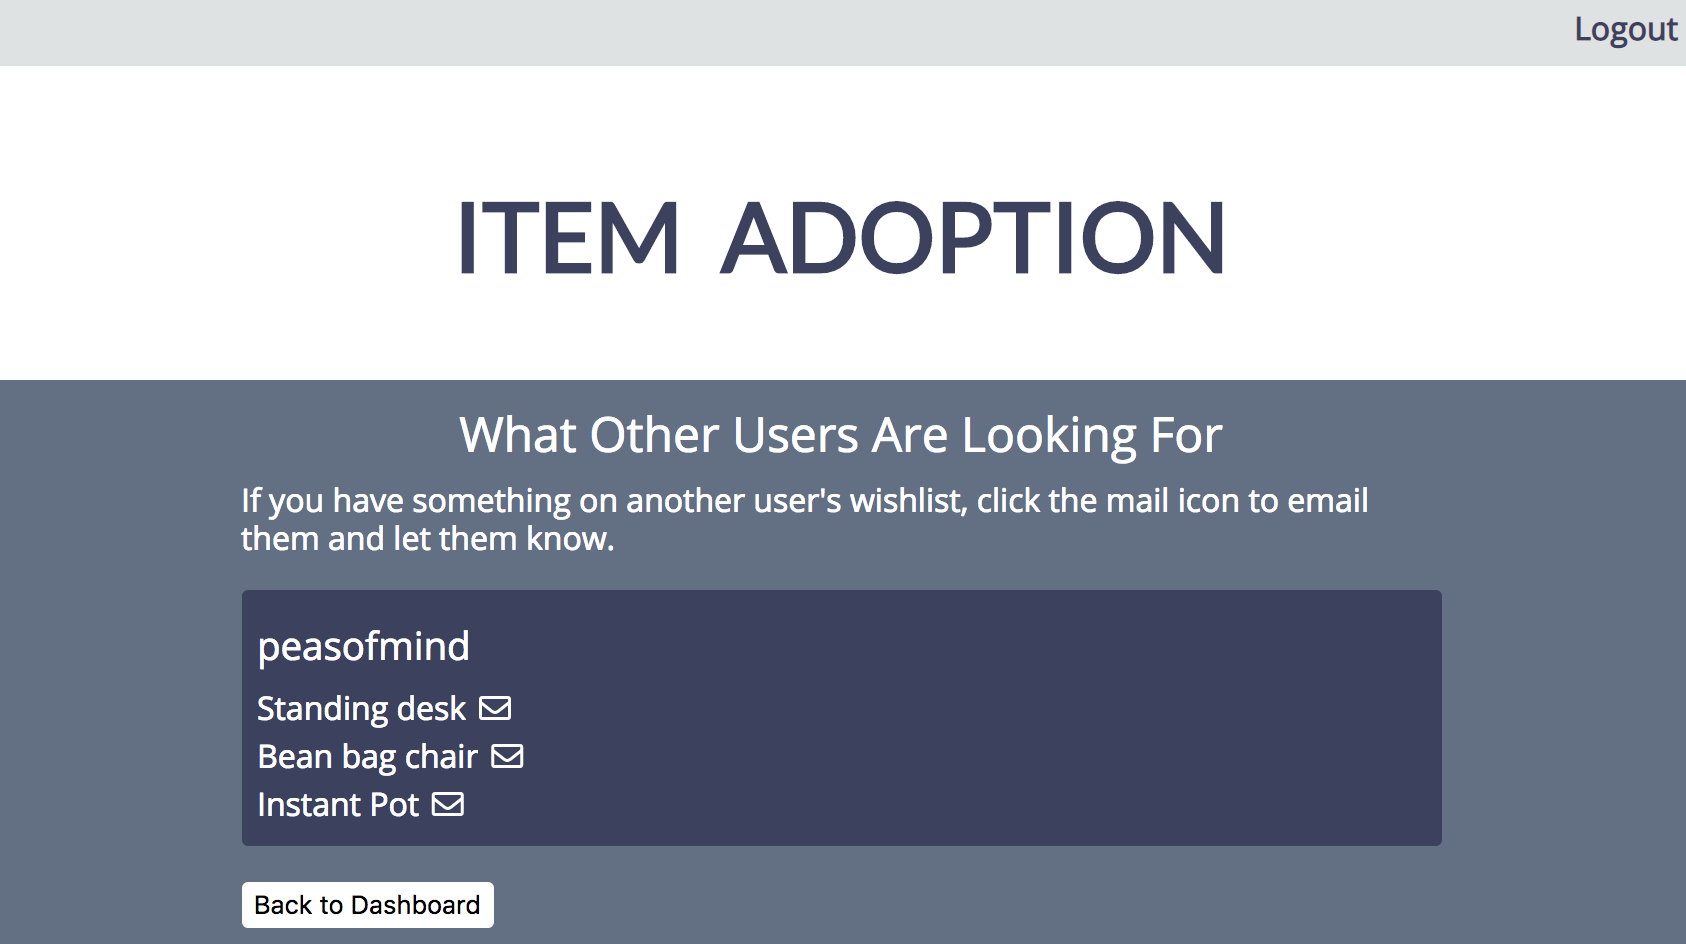 Logout
ITEM ADOPTION
What Other Users Are Looking For
If you have something on another user's wishlist, click the mail icon to email
them and let them know.
peasofmind
Standing desk
Bean bag chair
Instant Pot
Back to Dashboard